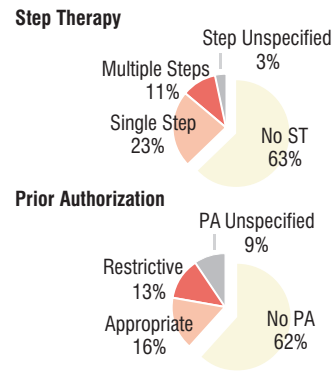 Step Therapy
Step Unspecified
3%
Multiple Steps
11%
Single Step
23%
No ST
63%
Prior Authorization
PA Unspecified
9%
Restrictive
13%
Appropriate
16%
No PA
62%